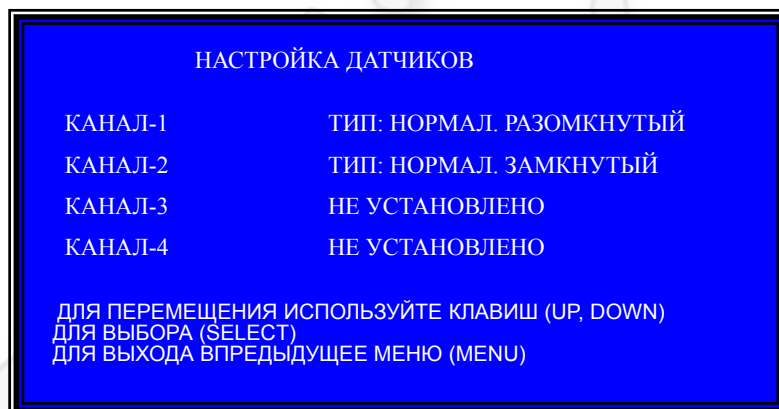 НАСТРОЙКА ДАТЧИКОВ
КАНАЛ-1 ТИП: НОРМАЛ. РАЗОМКНУТЫЙ
КАНАЛ-2 ТИП: НОРМАЛ. ЗАМКНУТЫЙ
КАНАЛ-3 НЕ УСТАНОВЛЕНО
КАНАЛ-4 НЕ УСТАНОВЛЕНО
ДЛЯ ПЕРЕМЕЩЕНИЯ ИСПОЛЬЗУЙТЕ КЛАВИШ (UP, DOWN)
ДЛЯ ВЫБОРА (SELECT)
ДЛЯ ВЫХОДА ВПРЕДЫДУЩЕЕ МЕНЮ (MENU)